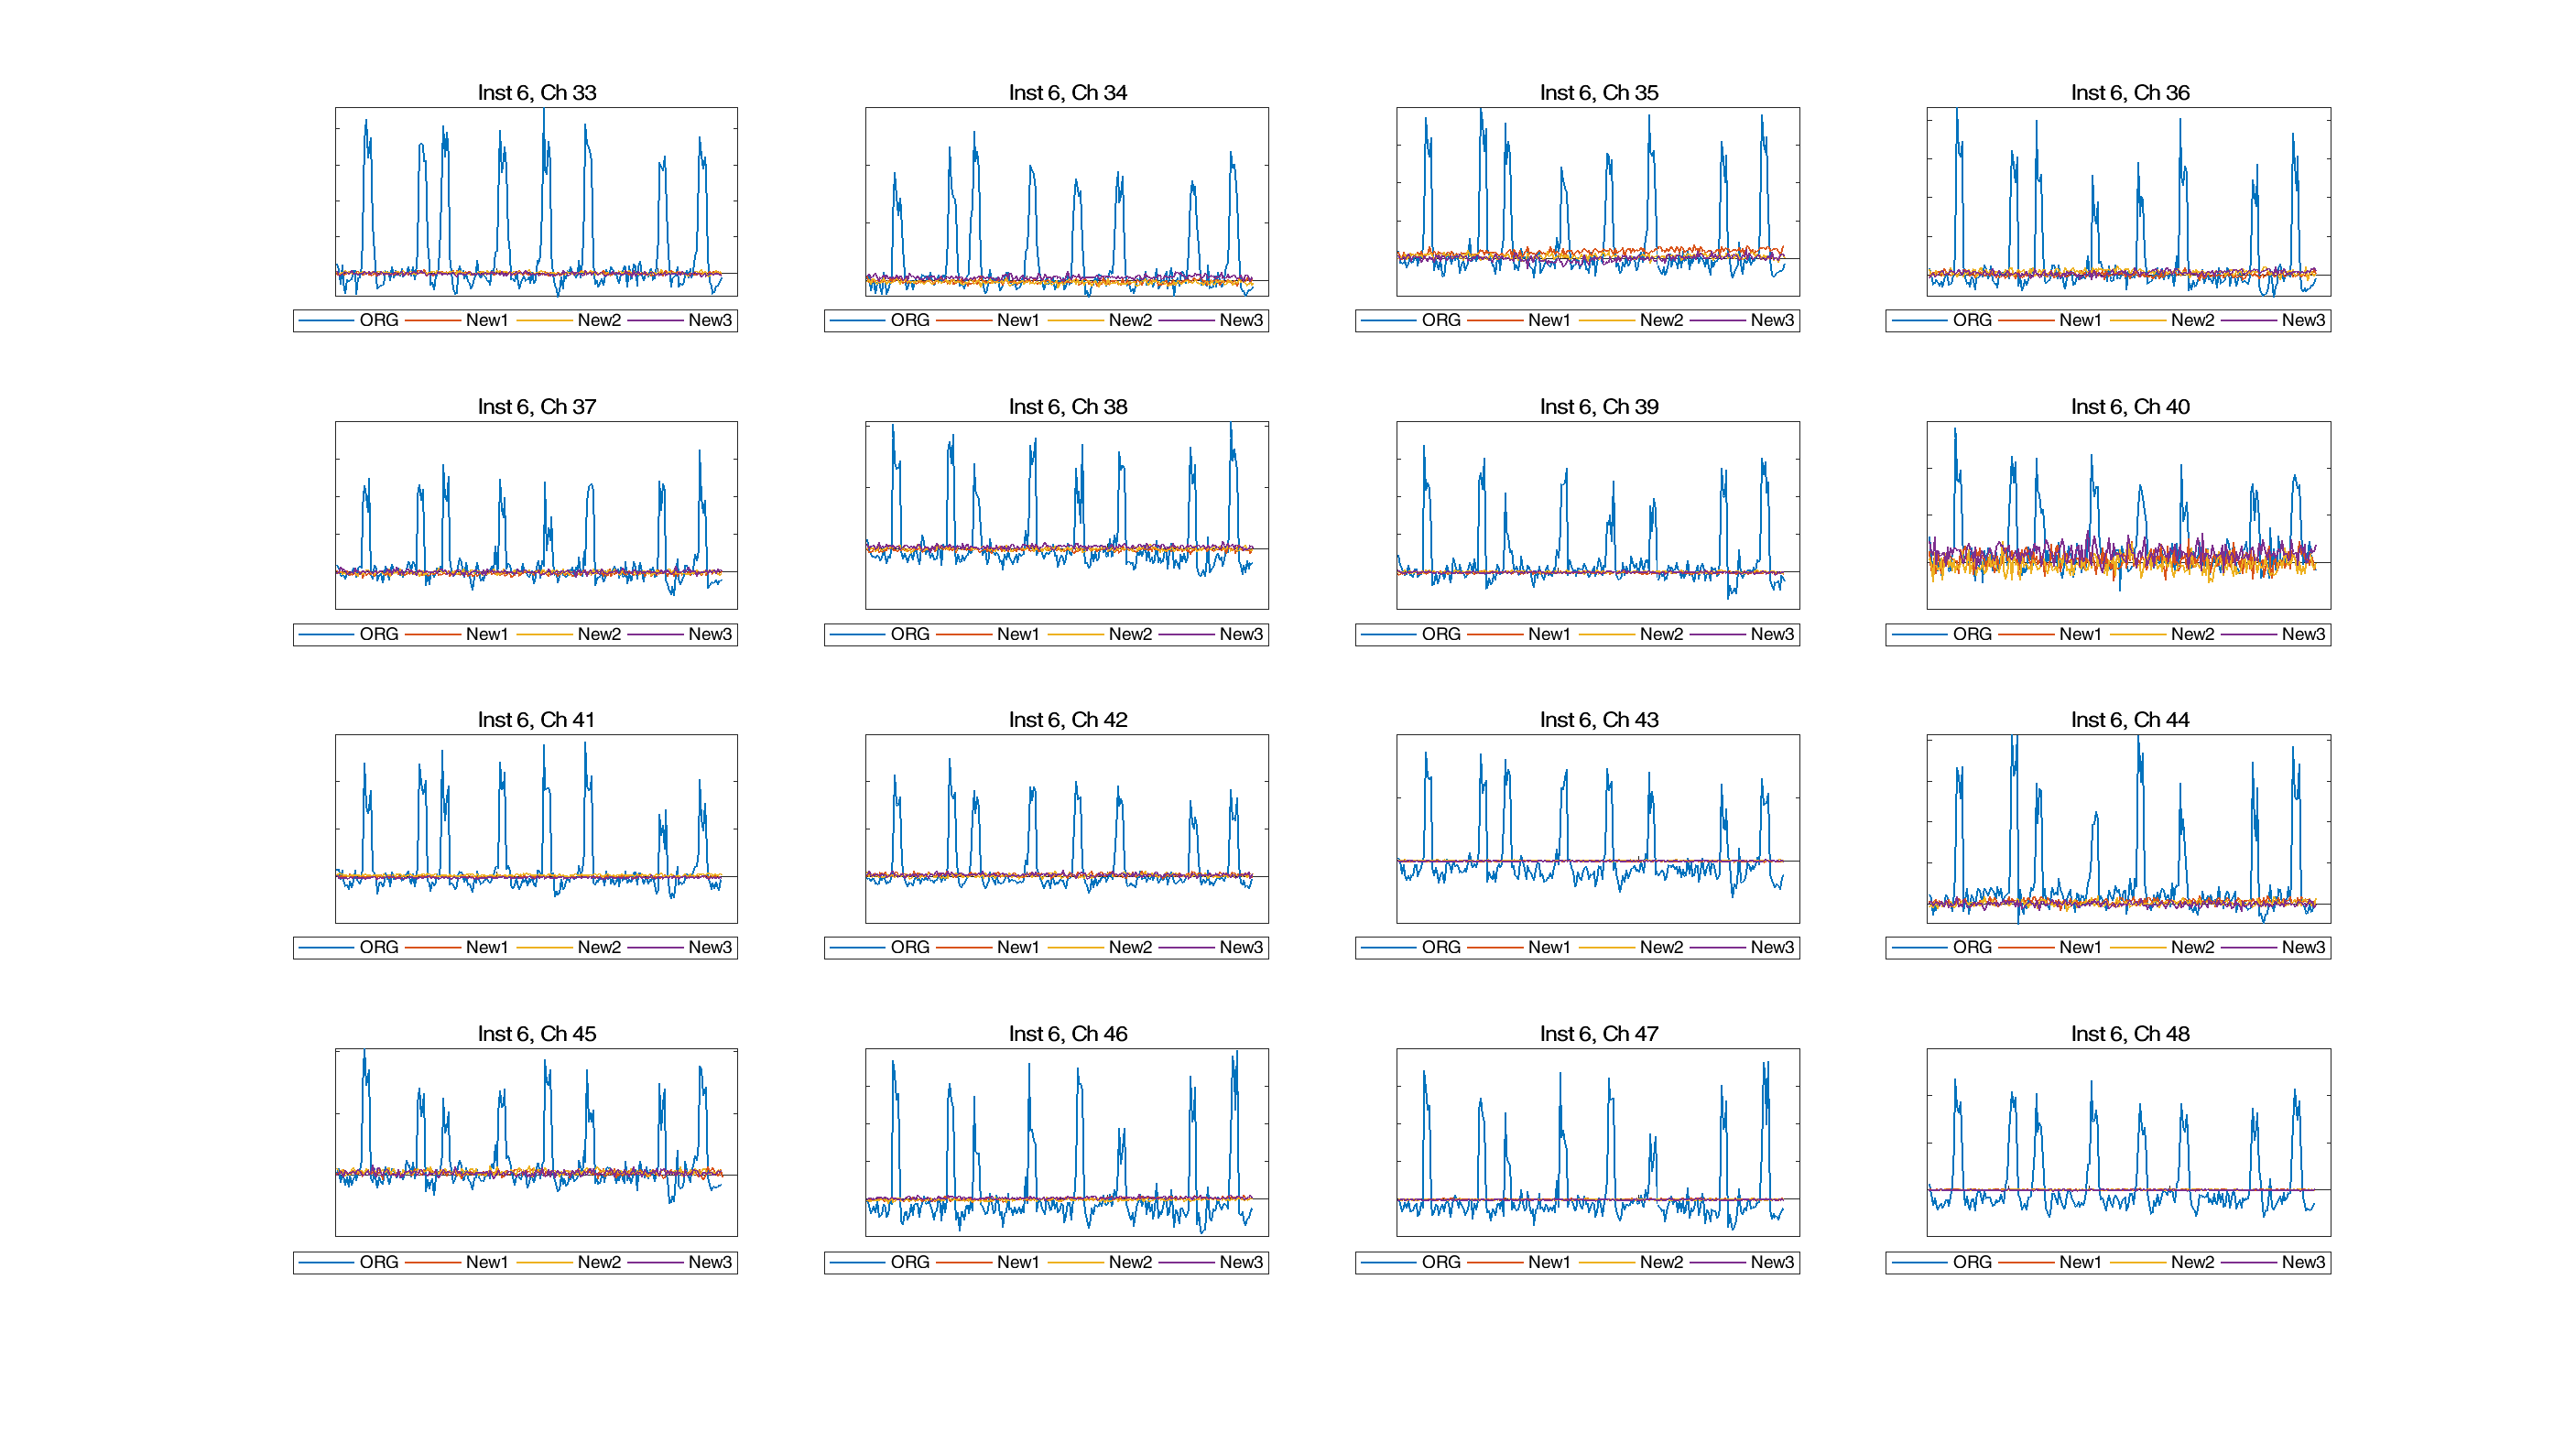 Inst 6, Ch 33
Inst 6, Ch 34
Inst 6, Ch 35
Inst 6, Ch 36
ORG New1 New2 New3
ORG New1 New2 New3
ORG New1 New2 New3
ORG New1 New2 New3
Inst 6, Ch 37
Inst 6, Ch 38
Inst 6, Ch 39
Inst 6, Ch 40
ORG New1 New2 New3
ORG New1 New2 New3
ORG New1 New2 New3
ORG New1 New2 New3
Inst 6, Ch 41
Inst 6, Ch 42
Inst 6, Ch 43
Inst 6, Ch 44
ORG New1 New2 New3
ORG New1 New2 New3
ORG New1 New2 New3
ORG New1 New2 New3
Inst 6, Ch 45
Inst 6, Ch 46
Inst 6, Ch 47
Inst 6, Ch 48
ORG New1 New2 New3
ORG New1 New2 New3
ORG New1 New2 New3
ORG New1 New2 New3